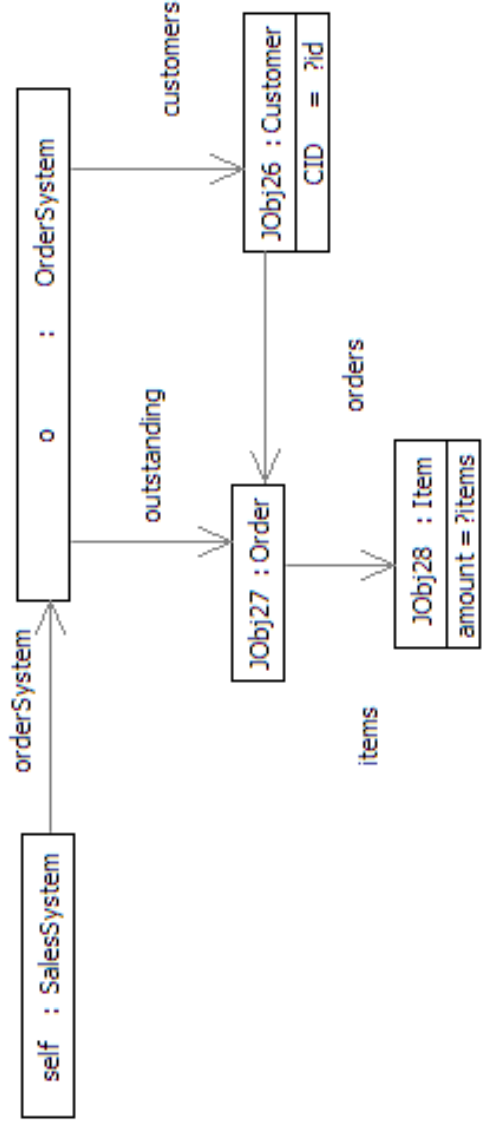 self : SalesSystem
orderSystem
o : OrderSystem
outstanding
customers
JObj27 : Order
JObj26 : Customer
CID = ?id
items
orders
JObj28 : Item
amount = ?items